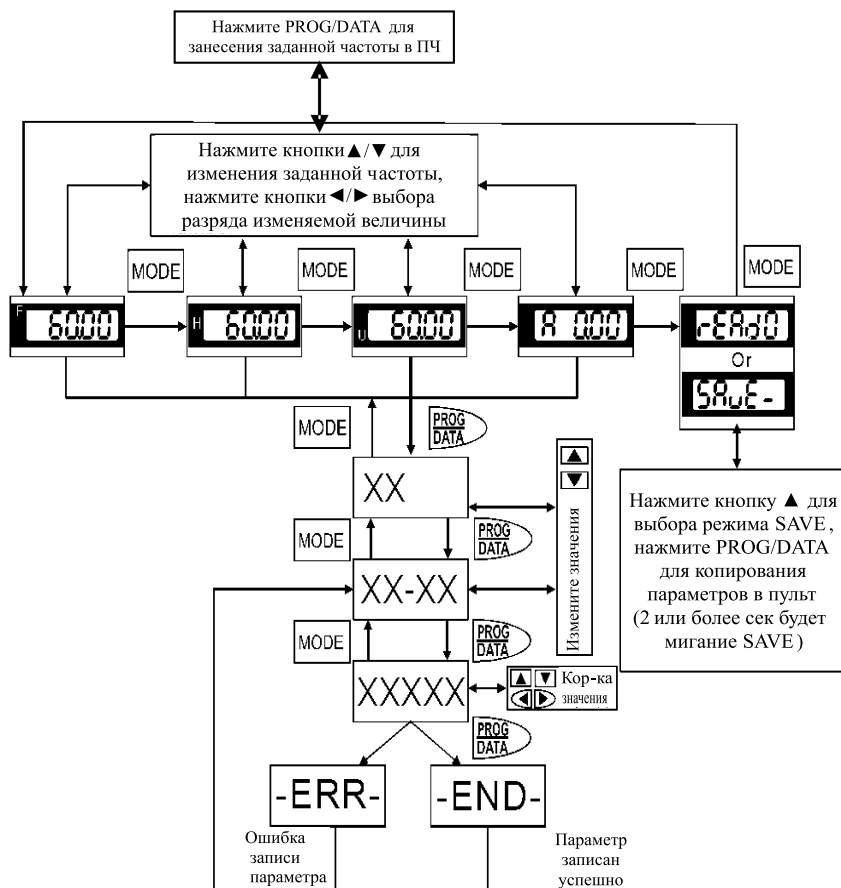 Нажмите PROG/DATA для
занесения заданной частоты в ПЧ
Нажмите кнопки ▲/▼ для
изменения заданной частоты,
нажмите кнопки ◄/► выбора
разряда изменяемой величины
MODE
MODE
MODE
MODE
MODE
F 60.00
H 60.00
U 60.00
A 0.00
rEAd0
Or
SAvE-
MODE
PROG
DATA
XX
MODE
PROG
DATA
XX-XX
MODE
PROG
DATA
XXXXX
PROG
DATA
▲
▼
Измените значения
▲ ▼ Кор-ка
◄ ► значения
Нажмите кнопку ▲ для
выбора режима SAVE,
нажмите PROG/DATA
для копирования
параметров в пульт
(2 или более сек будет
мигание SAVE)
-ERR-
-END-
Ошибка
записи
параметра
Параметр
записан
успешно